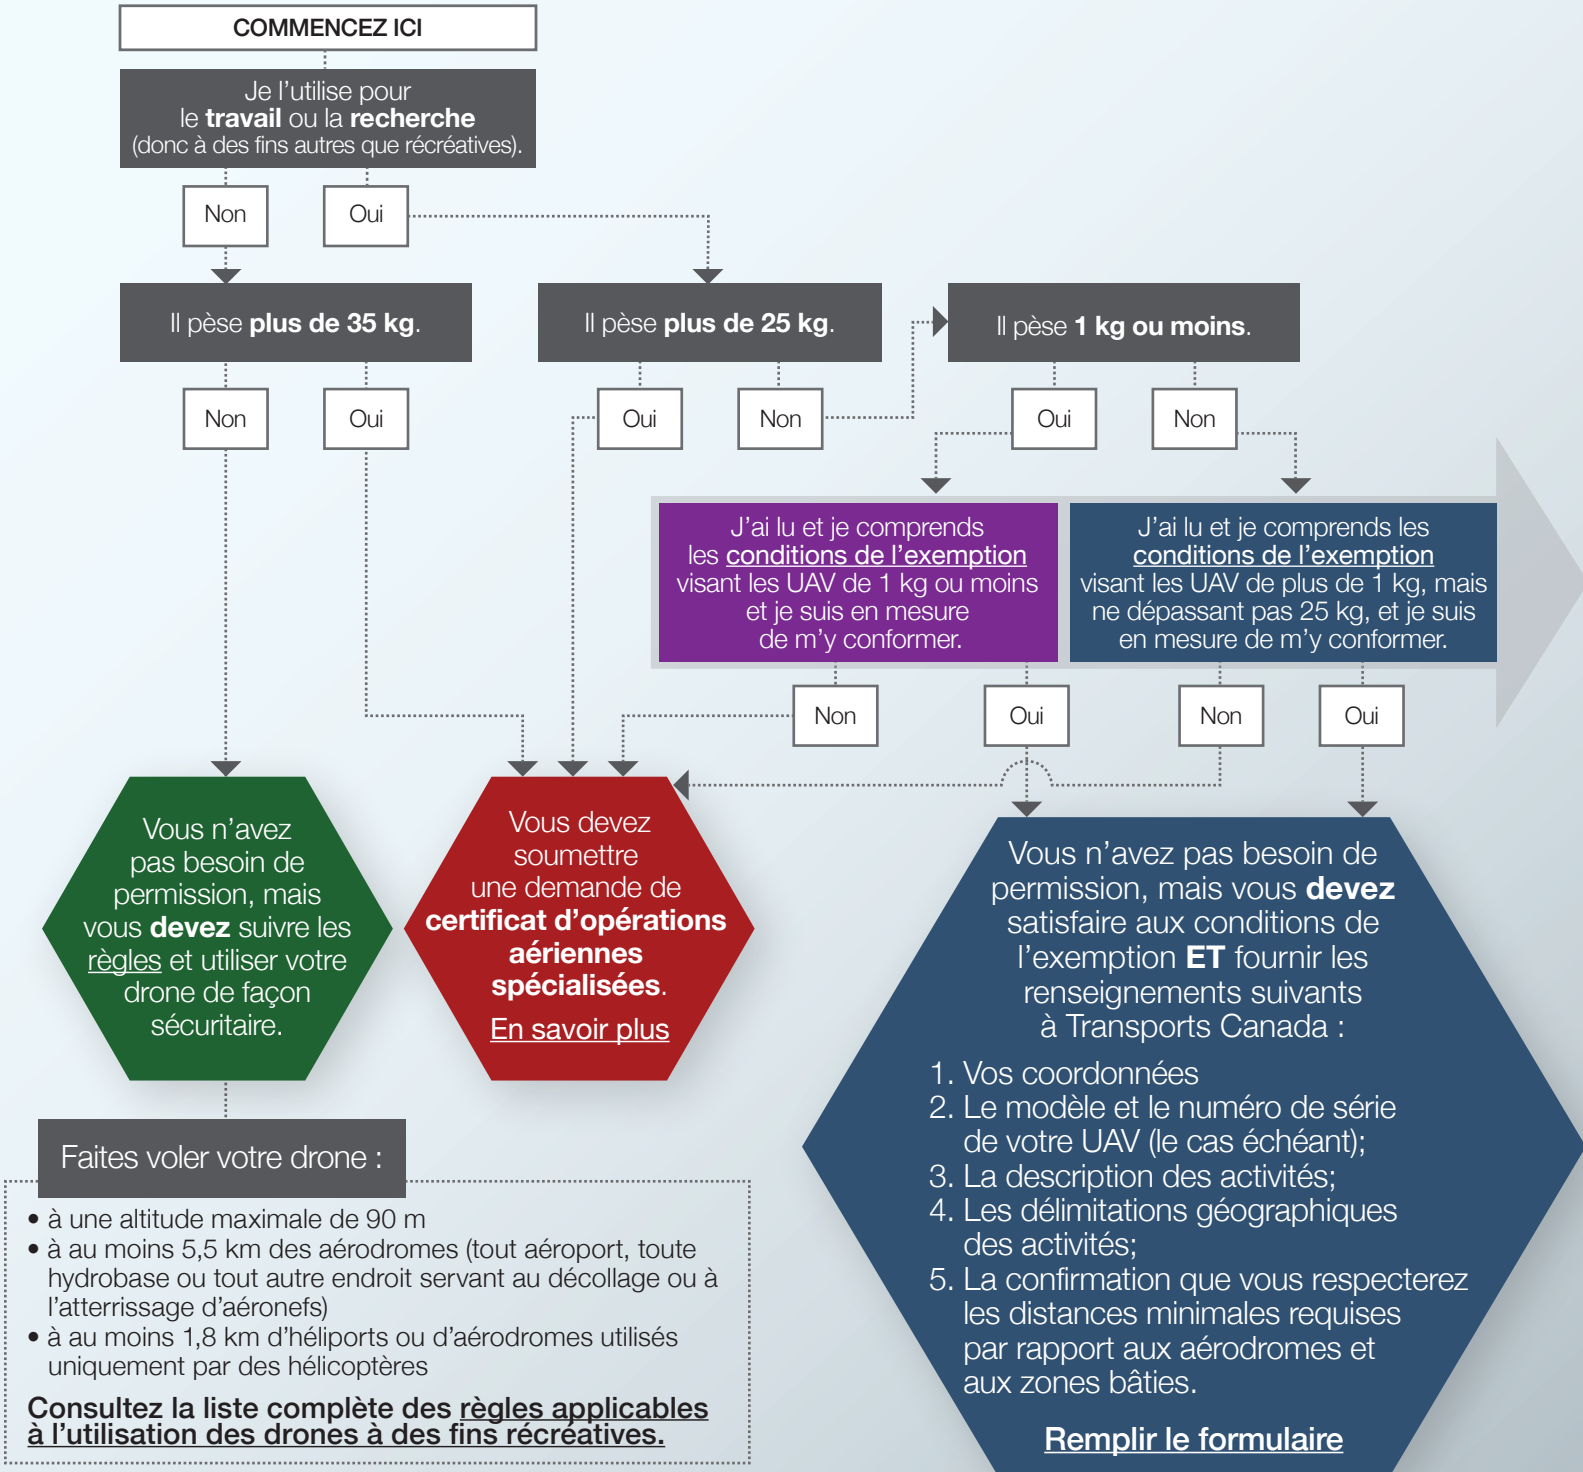 COMMENCEZ ICI
Je l’utilise pour
le travail ou la recherche
(donc à des fins autres que récréatives).
Non
Oui
Il pèse plus de 35 kg.
Il pèse plus de 25 kg.
Il pèse 1 kg ou moins.
Non
Oui
Oui
Non
Oui
Non
J’ai lu et je comprends
les conditions de l’exemption
visant les UAV de 1 kg ou moins
et je suis en mesure
de m’y conformer.
J’ai lu et je comprends les
conditions de l’exemption
visant les UAV de plus de 1 kg, mais
ne dépassant pas 25 kg, et je suis
en mesure de m’y conformer.
Non
Oui
Non
Oui
Vous n’avez
pas besoin de
permission, mais
vous devez suivre les
règles et utiliser votre
drone de façon
sécuritaire.
Vous devez
soumettre
une demande de
certificat d’opérations
aériennes
spécialisées.
En savoir plus
Vous n’avez pas besoin de
permission, mais vous devez
satisfaire aux conditions de
l’exemption ET fournir les
renseignements suivants
à Transports Canada :
1. Vos coordonnées
2. Le modèle et le numéro de série
de votre UAV (le cas échéant);
3. La description des activités;
4. Les délimitations géographiques
des activités;
5. La confirmation que vous respecterez
les distances minimales requises
par rapport aux aérodromes et
aux zones bâties.
Remplir le formulaire
Faites voler votre drone :
• à une altitude maximale de 90 m
• à au moins 5,5 km des aérodromes (tout aéroport, toute
hydrobase ou tout autre endroit servant au décollage ou à
l’atterrissage d’aéronefs)
• à au moins 1,8 km d’héliports ou d’aérodromes utilisés
uniquement par des hélicoptères
Consultez la liste complète des règles applicables
à l’utilisation des drones à des fins récréatives.